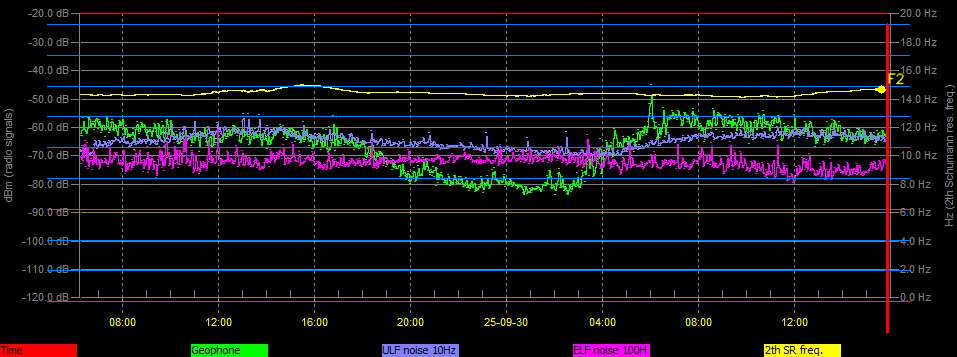 -20.0 dB 20.0 Hz
-30.0 dB 18.0 Hz
-40.0 dB 16.0 Hz
F2
-50.0 dB 14.0 Hz
-60.0 dB 12.0 Hz
-70.0 dB 10.0 Hz
-80.0 dB 8.0 Hz
-90.0 dB 6.0 Hz
-100.0 dB 4.0 Hz
-110.0 dB 2.0 Hz
-120.0 dB 0.0 Hz
dBm (radio signals)
Hz (2th Schumann res. freq.)
08:00 12:00 16:00 20:00 25-09-30 04:00 08:00 12:00
Time Geophone ULF noise 10Hz ELF noise 100H 2th SR freq.